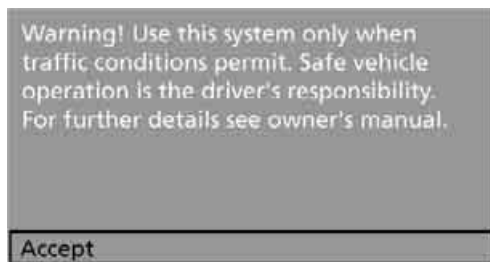 Warning! Use this system only when
traffic conditions permit. Safe vehicle
operation is the driver's responsibility.
For further details see owner's manual.
Accept